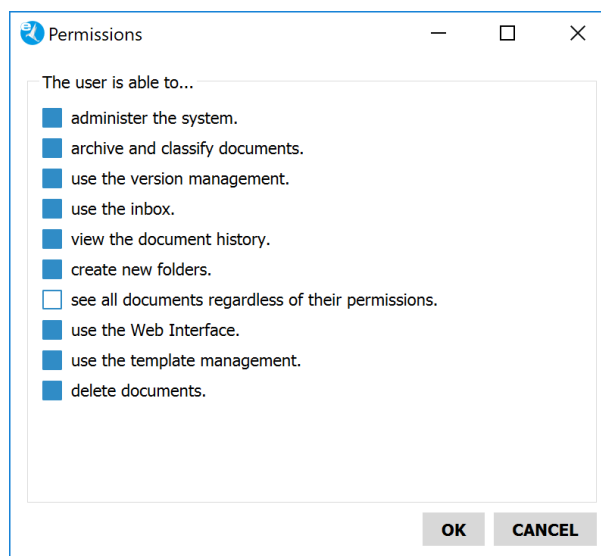 Permissions
The user is able to...
administer the system.
archive and classify documents.
use the version management.
use the inbox.
view the document history.
create new folders.
see all documents regardless of their permissions.
use the Web Interface.
use the template management.
delete documents.
OK CANCEL